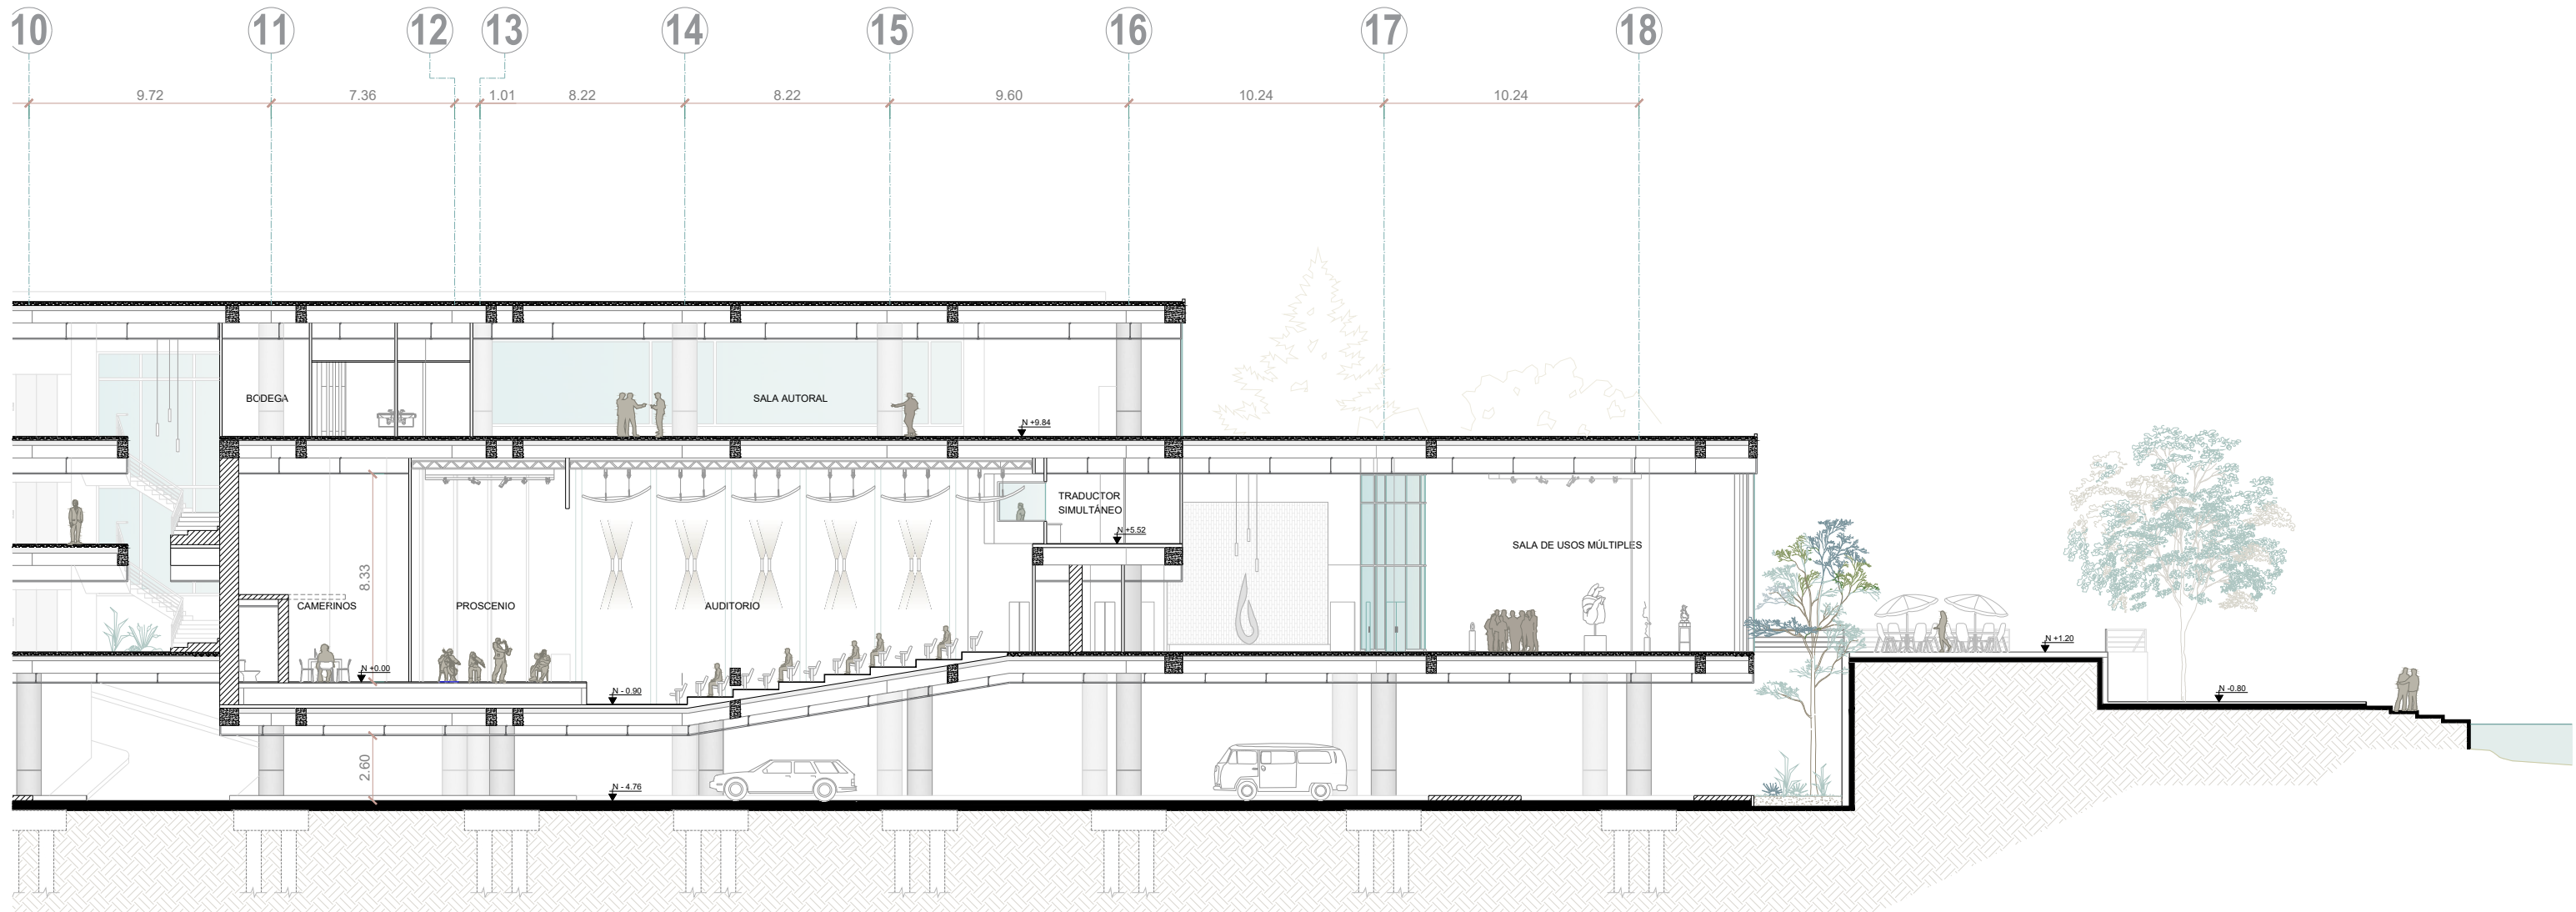 10
11
12
13
14
15
16
17
18
9.72
7.36
1.01
8.22
8.22
9.60
10.24
10.24
BODEGA
SALA AUTORAL
N +9.84
TRADUCTOR
SIMULTÁNEO
N +5.52
SALA DE USOS MÚLTIPLES
8.33
CAMERINOS
PROSCENIO
AUDITORIO
N +1.20
N +0.00
N - 0.90
N -0.80
2.60
N - 4.76